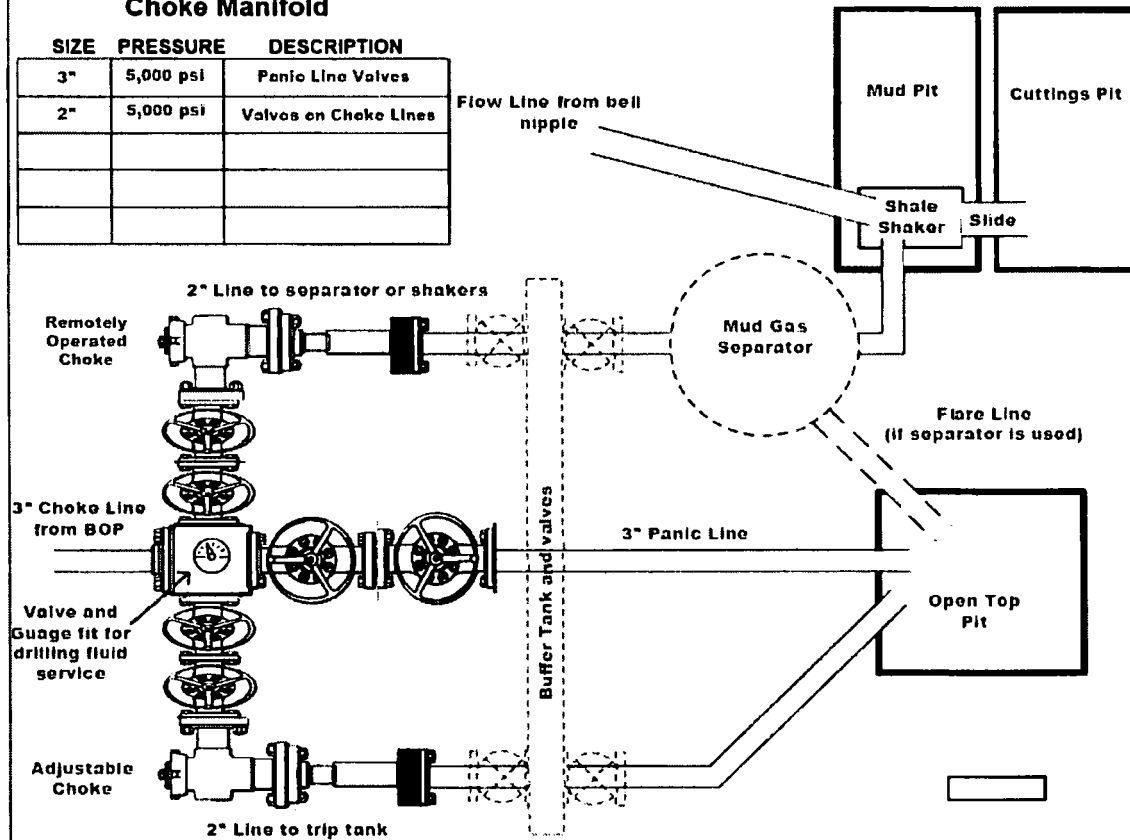 Choke Manifold
SIZE PRESSURE DESCRIPTION
3" 5,000 psi Panic Line Valves
2" 5,000 psi Valves on Choke Lines
Flow Line from bell
nipple
Mud Pit
Cuttings Pit
Shale
Shaker
Slide
2" Line to separator or shakers
Remotely
Operated
Choke
Mud Gas
Separator
Flare Line
(if separator is used)
3" Choke Line
from BOP
3" Panic Line
Buffer Tank and valves
Open Top
Pit
Valve and
Guage fit for
drilling fluid
service
Adjustable
Choke
2" Line to trip tank